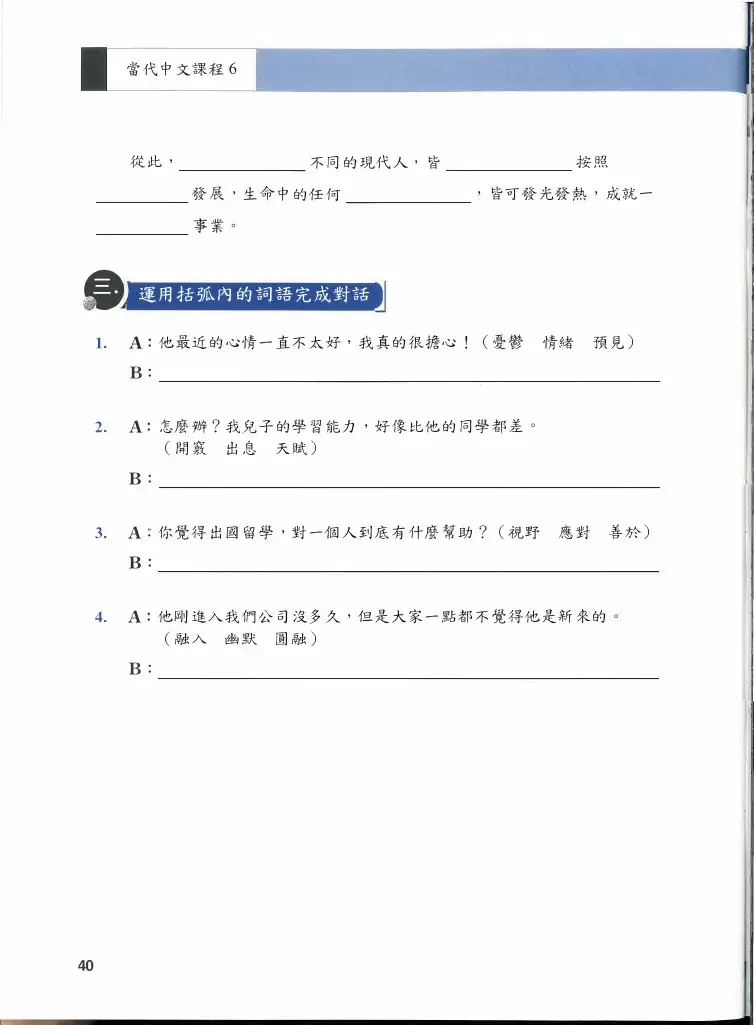 當代中文課程 6
從此，＿＿＿＿＿＿不同的現代人，皆＿＿＿＿＿＿按照
＿＿＿＿＿發展，生命中的任何＿＿＿＿＿＿，皆可發光發熱，成就一
＿＿＿＿＿事業。
三. 運用括弧內的詞語完成對話
1. A：他最近的心情一直不太好，我真的很擔心！（憂鬱 情緒 預見）
B：
2. A：怎麼辦？我兒子的學習能力，好像比他的同學都差。
（開竅 出息 天賦）
B：
3. A：你覺得出國留學，對一個人到底有什麼幫助？（視野 應對 善於）
B：
4. A：他剛進入我們公司沒多久，但是大家一點都不覺得他是新來的。
（融入 幽默 圓融）
B：
40